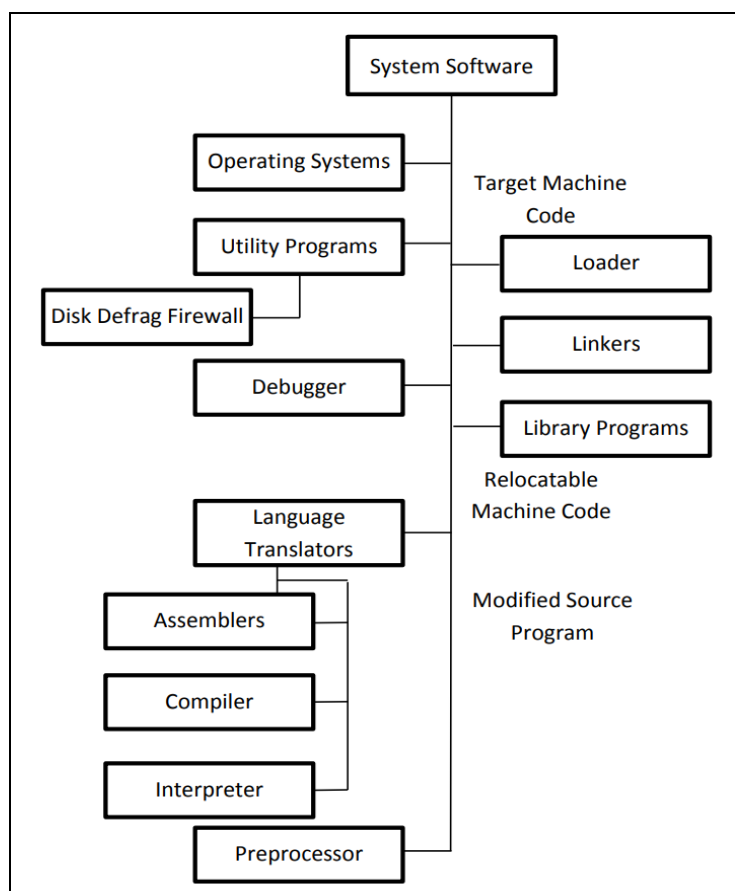 System Software
Operating Systems
Target Machine
Code
Utility Programs
Loader
Disk Defrag Firewall
Linkers
Debugger
Library Programs
Relocatable
Machine Code
Language
Translators
Modified Source
Program
Assemblers
Compiler
Interpreter
Preprocessor